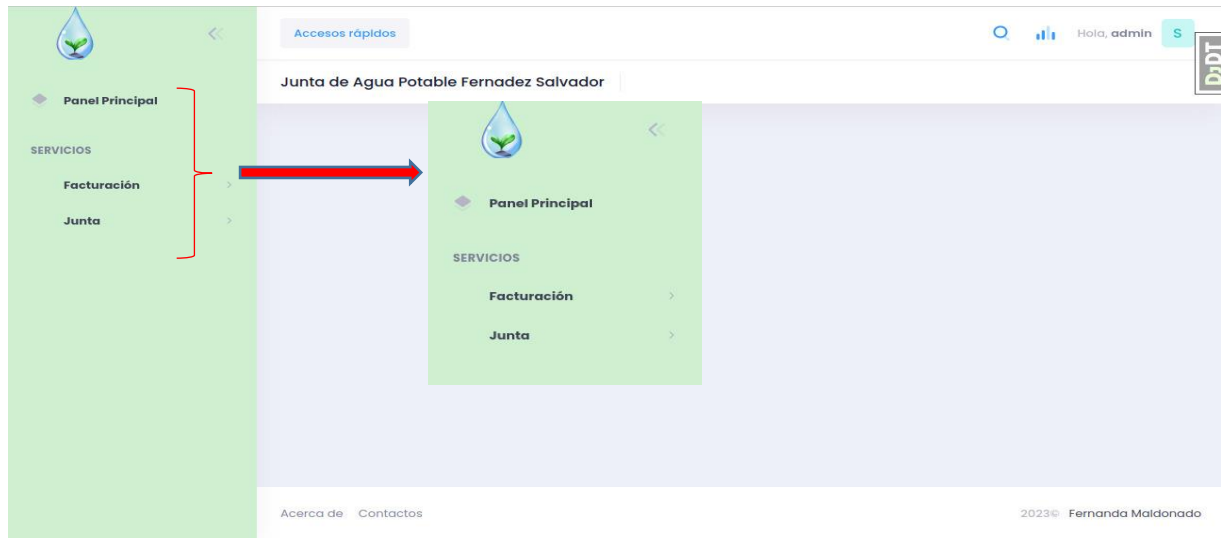 Accesos rápidos
Hola, admin S
DjDT
Junta de Agua Potable Fernadez Salvador
Panel Principal
SERVICIOS
Facturación
Junta
Panel Principal
SERVICIOS
Facturación
Junta
Acerca de Contactos
2023© Fernanda Maldonado